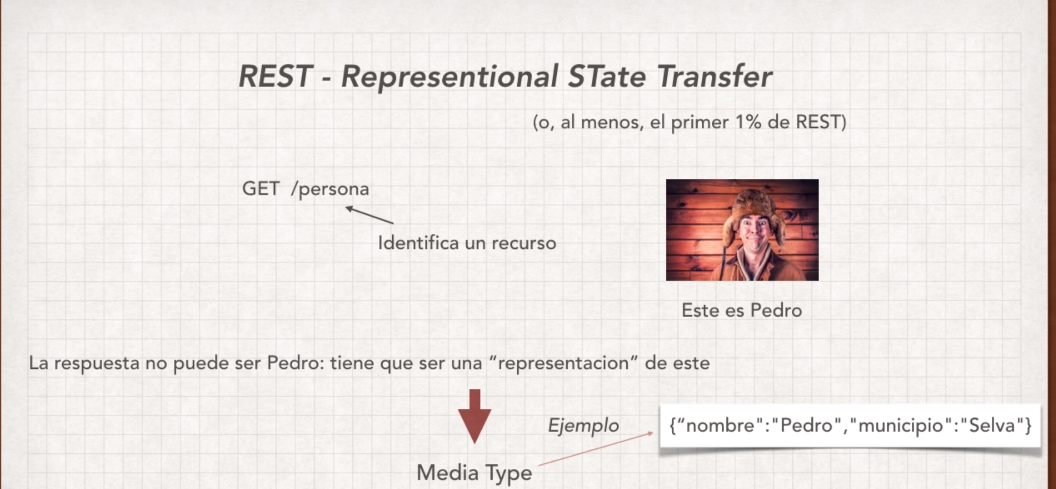 REST - Representional STate Transfer
(o, al menos, el primer 1% de REST)
GET /persona
Identifica un recurso
Este es Pedro
La respuesta no puede ser Pedro: tiene que ser una “representacion” de este
Ejemplo
{“nombre":"Pedro","municipio":"Selva"}
Media Type